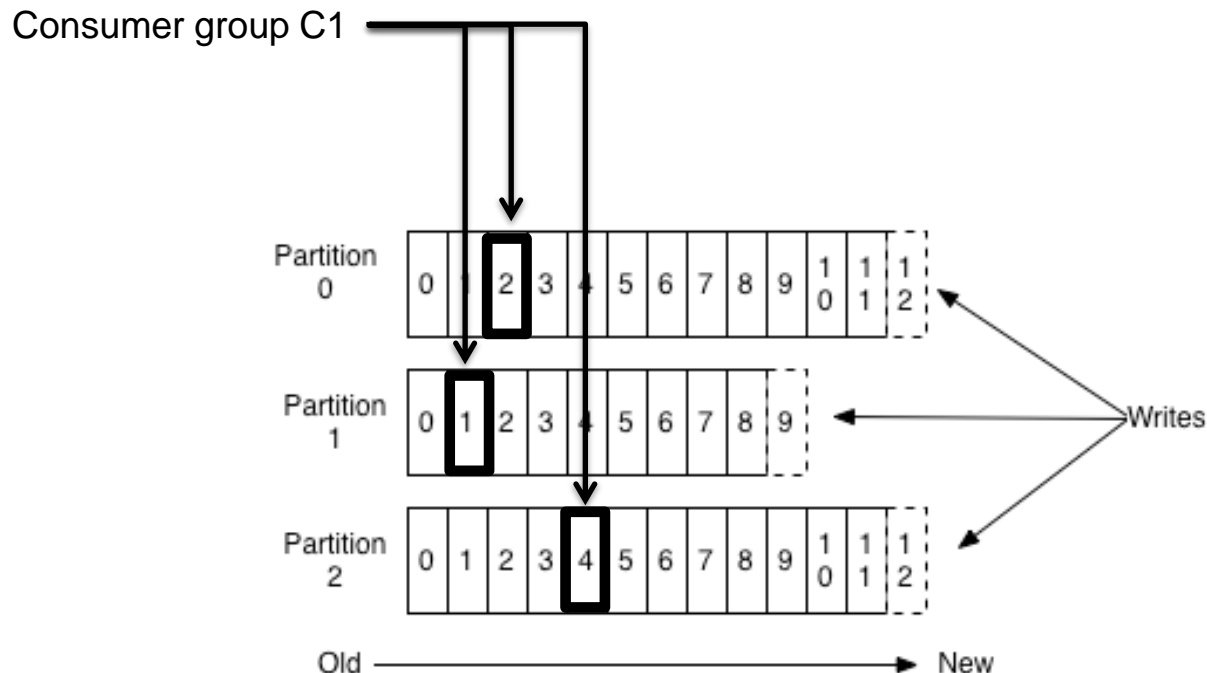 Consumer group C1
Partition
0
0 1 2 3 4 5 6 7 8 9 10 11 12
Partition
1
0 1 2 3 4 5 6 7 8 9
Writes
Partition
2
0 1 2 3 4 5 6 7 8 9 10 11 12
Old New